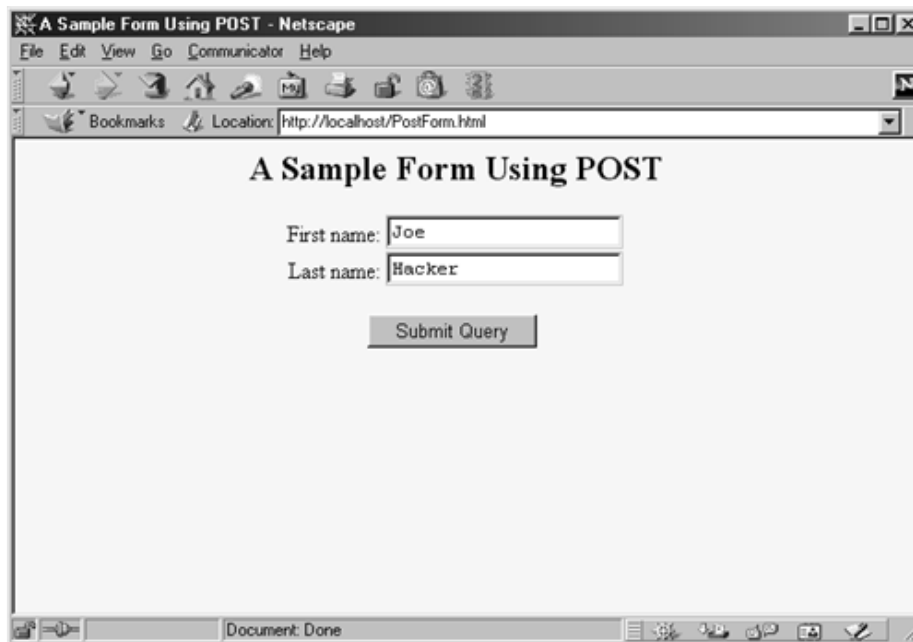 A Sample Form Using POST - Netscape
File Edit View Go Communicator Help
My
Bookmarks Location: http://localhost/PostForm.html
A Sample Form Using POST
First name: Joe
Last name: Hacker
Submit Query
Document: Done